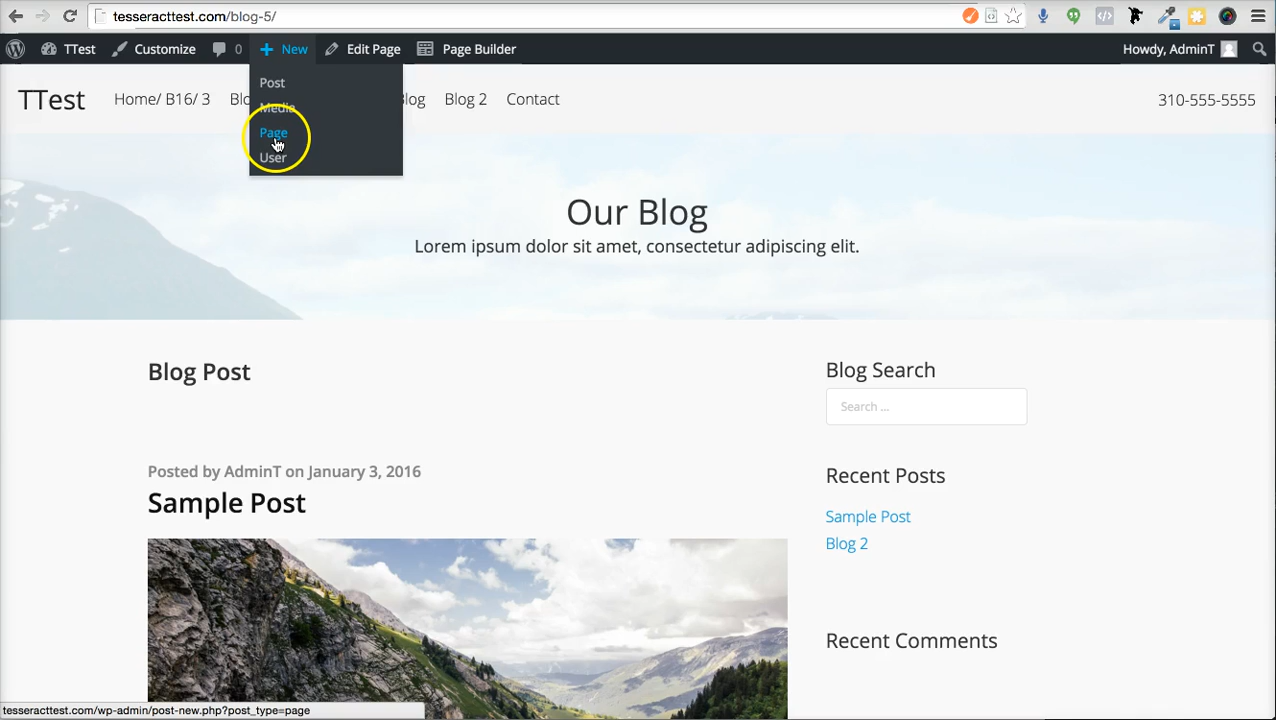 tesseracttest.com/blog-5/
TTest Customize 0 New Edit Page Page Builder Howdy, AdminT
Post
Media
Page
User
TTest Home/ B16/ 3 log Blog 2 Contact 310-555-5555
Our Blog
Lorem ipsum dolor sit amet, consectetur adipiscing elit.
Blog Post
Blog Search
Search ...
Posted by AdminT on January 3, 2016
Sample Post
Recent Posts
Sample Post
Blog 2
Recent Comments
tesseracttest.com/wp-admin/post-new.php?post_type=page